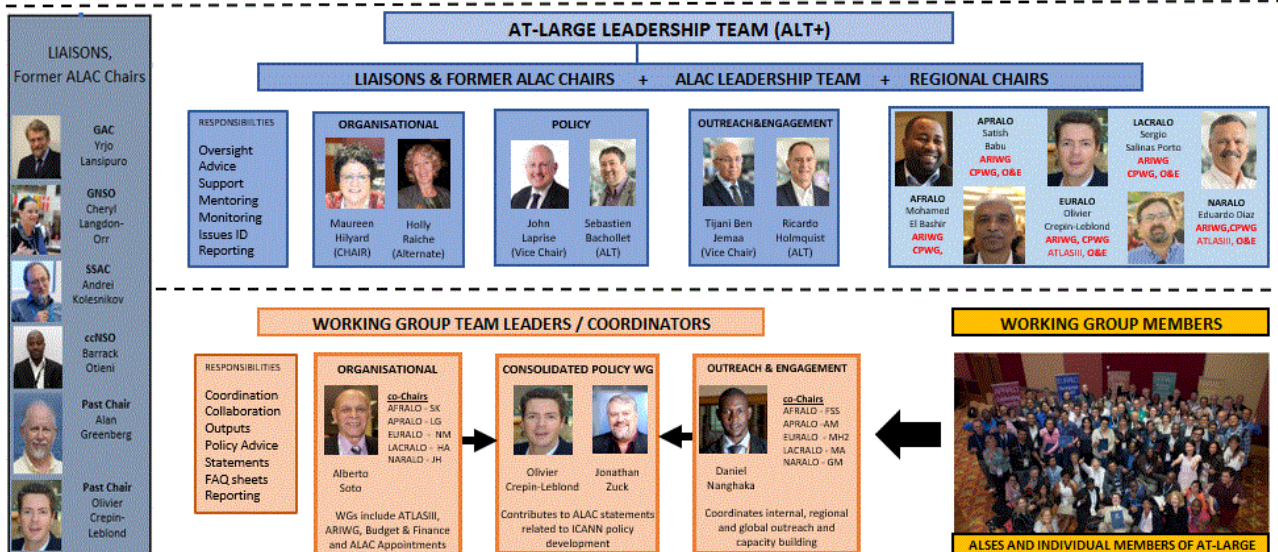 LIAISONS,
Former ALAC Chairs
GAC
Yrjo
Lansipuro
GNSO
Cheryl
Langdon-
Orr
SSAC
Andrei
Kolesnikov
ccNSO
Barrack
Otieni
Past Chair
Alan
Greenberg
Past Chair
Olivier
Crepin-
Leblond
AT-LARGE LEADERSHIP TEAM (ALT+)
LIAISONS & FORMER ALAC CHAIRS + ALAC LEADERSHIP TEAM + REGIONAL CHAIRS
RESPONSIBIILTIES
Oversight
Advice
Support
Mentoring
Monitoring
Issues ID
Reporting
ORGANISATIONAL
Maureen
Hilyard
(CHAIR)
Holly
Raiche
(Alternate)
POLICY
John
Laprise
(Vice Chair)
Sebastien
Bachollet
(ALT)
OUTREACH&ENGAGEMENT
Tijani Ben
Jemaa
(Vice Chair)
Ricardo
Holmquist
(ALT)
APRALO
Satish
Babu
ARIWG
CPWG, O&E
LACRALO
Sergio
Salinas Porto
ARIWG
CPWG, O&E
AFRALO
Mohamed
El Bashir
ARIWG
CPWG,
EURALO
Olivier
Crepin-Leblond
ARIWG, CPWG
ATLASIII, O&E
NARALO
Eduardo Diaz
ARIWG,CPWG
ATLASIII, O&E
WORKING GROUP TEAM LEADERS / COORDINATORS
RESPONSIBILITIES
Coordination
Collaboration
Outputs
Policy Advice
Statements
FAQ sheets
Reporting
ORGANISATIONAL
Alberto
Soto
co-Chairs
AFRALO - SK
APRALO - LG
EURALO - NM
LACRALO - HA
NARALO - JH
WGs include ATLASIII,
ARIWG, Budget & Finance
and ALAC Appointments
CONSOLIDATED POLICY WG
Olivier
Crepin-Leblond
Jonathan
Zuck
Contributes to ALAC statements
related to ICANN policy
development
OUTREACH & ENGAGEMENT
Daniel
Nanghaka
co-Chairs
AFRALO - FSS
APRALO -AM
EURALO - MH2
LACRALO - MA
NARALO - GM
Coordinates internal, regional
and global outreach and
capacity building
WORKING GROUP MEMBERS
ALSES AND INDIVIDUAL MEMBERS OF AT-LARGE